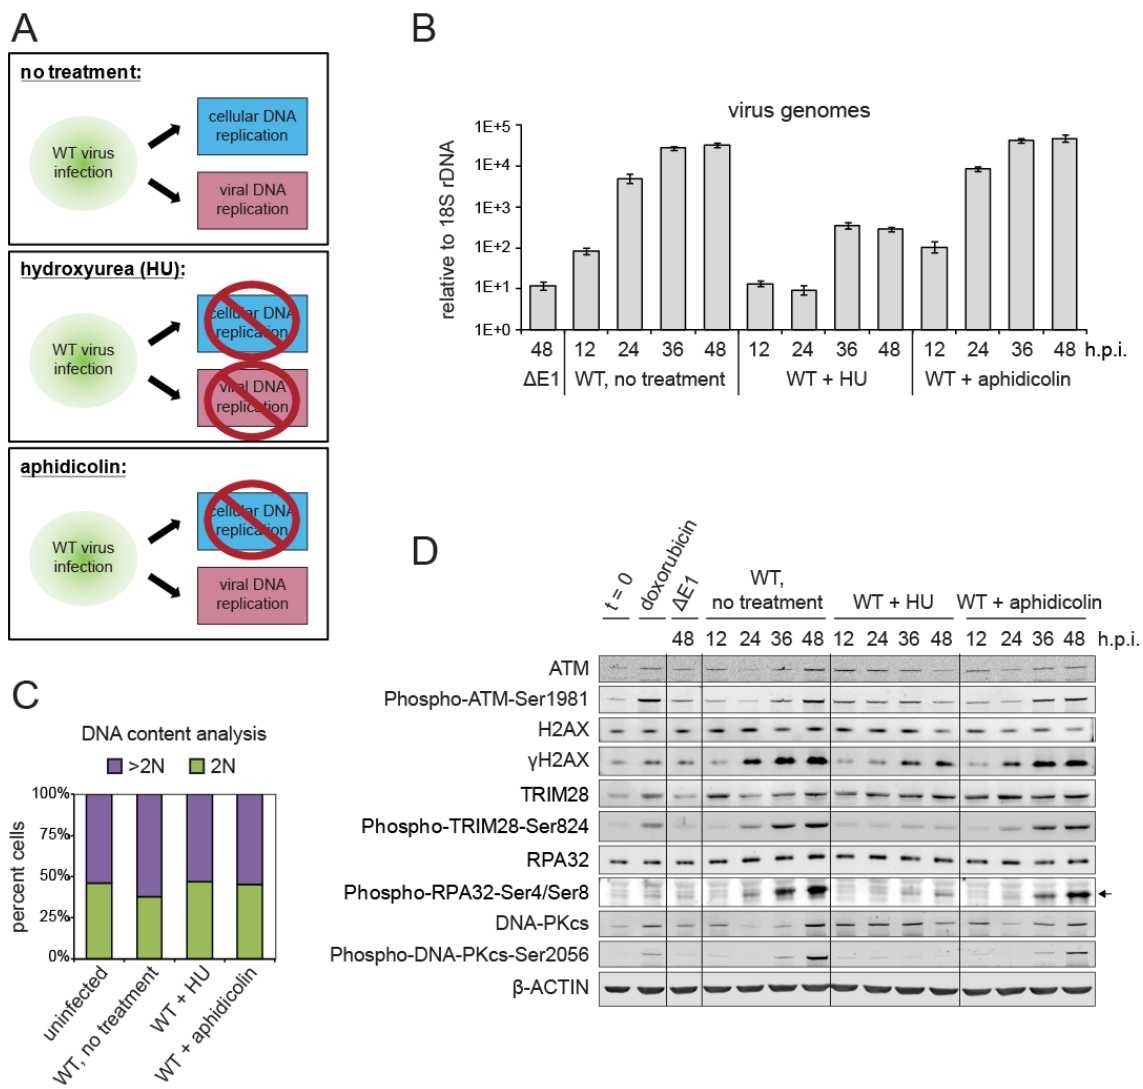 A
no treatment:
WT virus
infection
cellular DNA
replication
viral DNA
replication
hydroxyurea (HU):
WT virus
infection
cellular DNA
replication
viral DNA
replication
aphidicolin:
WT virus
infection
cellular DNA
replication
viral DNA
replication
B
virus genomes
relative to 18S rDNA
1E+5
1E+4
1E+3
1E+2
1E+1
1E+0
48 12 24 36 48 12 24 36 48 12 24 36 48 h.p.i.
ΔE1 WT, no treatment WT + HU WT + aphidicolin
C
DNA content analysis
>2N 2N
percent cells
100%
75%
50%
25%
0%
uninfected
WT, no treatment
WT + HU
WT + aphidicolin
D
t = 0
doxorubicin
ΔE1
WT,
no treatment WT + HU WT + aphidicolin
48 12 24 36 48 12 24 36 48 12 24 36 48 h.p.i.
ATM
Phospho-ATM-Ser1981
H2AX
γH2AX
TRIM28
Phospho-TRIM28-Ser824
RPA32
Phospho-RPA32-Ser4/Ser8
DNA-PKcs
Phospho-DNA-PKcs-Ser2056
β-ACTIN